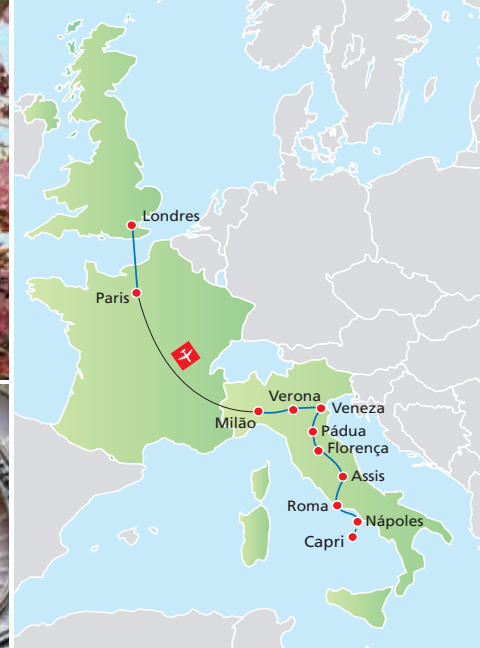 Londres
Paris
Verona
Veneza
Milão
Pádua
Florença
Assis
Roma
Nápoles
Capri